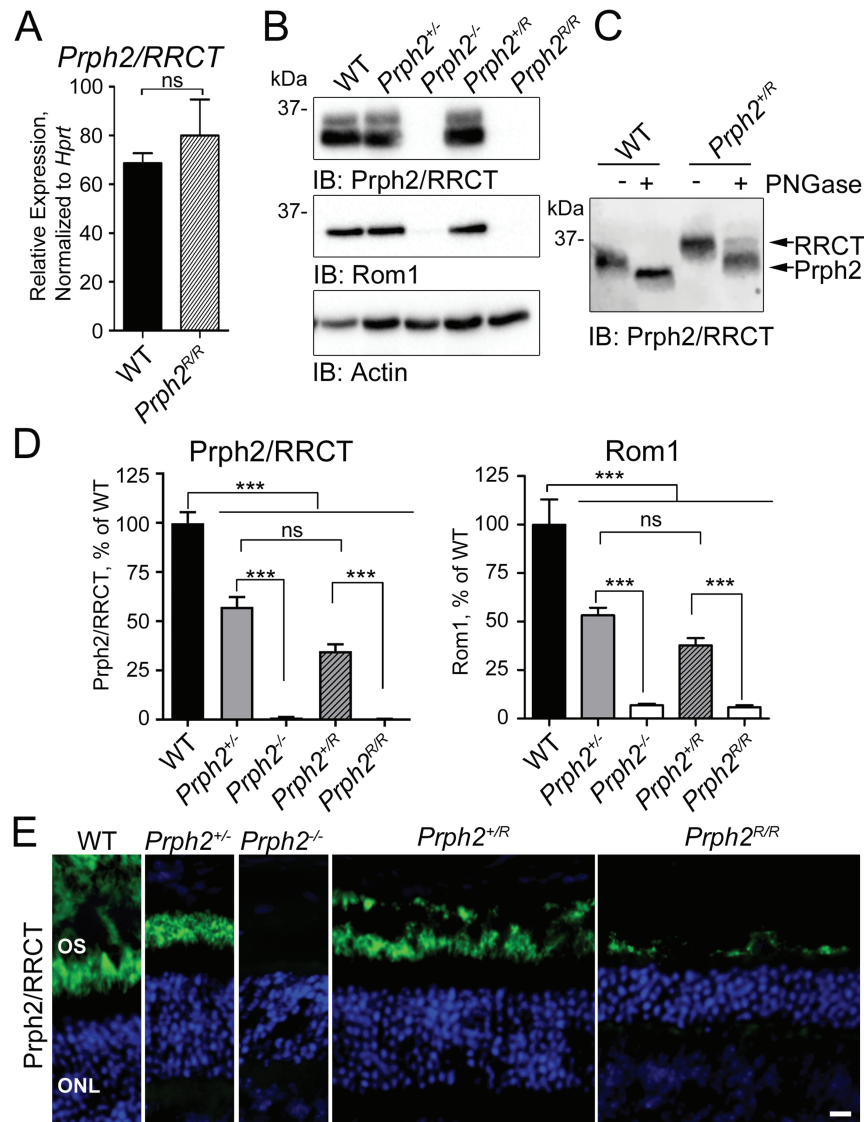 A
Prph2/RRCT
ns
100
80
60
40
20
0
Relative Expression,
Normalized to Hprt
WT
Prph2R/R
B
WT
Prph2+/-
Prph2-/-
Prph2+/R
Prph2R/R
kDa
37-
IB: Prph2/RRCT
37-
IB: Rom1
IB: Actin
C
WT
Prph2+/R
- + - + PNGase
kDa
37-
RRCT
Prph2
IB: Prph2/RRCT
D
Prph2/RRCT
125
100
75
50
25
0
Prph2/RRCT, % of WT
***
ns
*** ***
WT
Prph2+/-
Prph2-/-
Prph2+/R
Prph2R/R
Rom1
125
100
75
50
25
0
Rom1, % of WT
***
ns
*** ***
WT
Prph2+/-
Prph2-/-
Prph2+/R
Prph2R/R
E
WT Prph2+/- Prph2-/- Prph2+/R Prph2R/R
Prph2/RRCT
OS
ONL